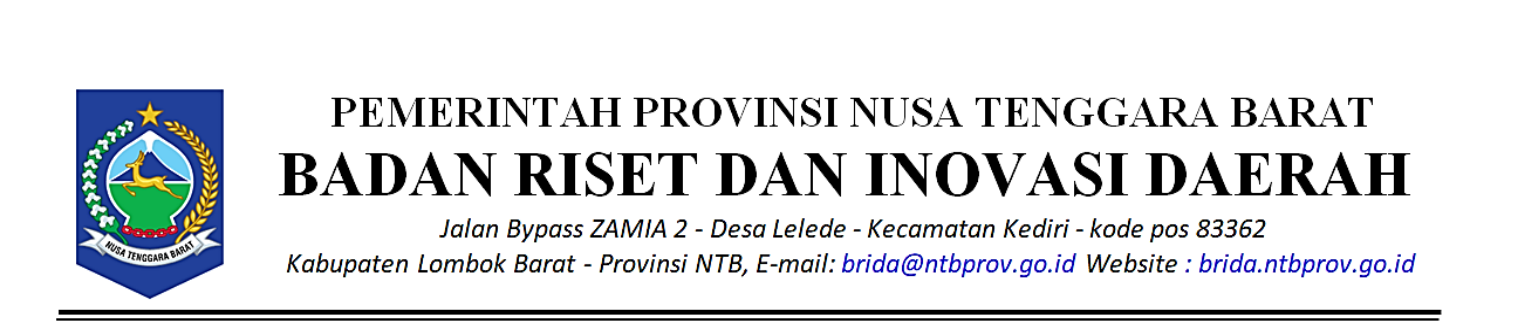 PEMERINTAH PROVINSI NUSA TENGGARA BARAT
BADAN RISET DAN INOVASI DAERAH
Jalan Bypass ZAMIA 2 - Desa Lelede - Kecamatan Kediri - kode pos 83362
Kabupaten Lombok Barat - Provinsi NTB, E-mail: brida@ntbprov.go.id Website : brida.ntbprov.go.id
NUSA TENGGARA BARAT